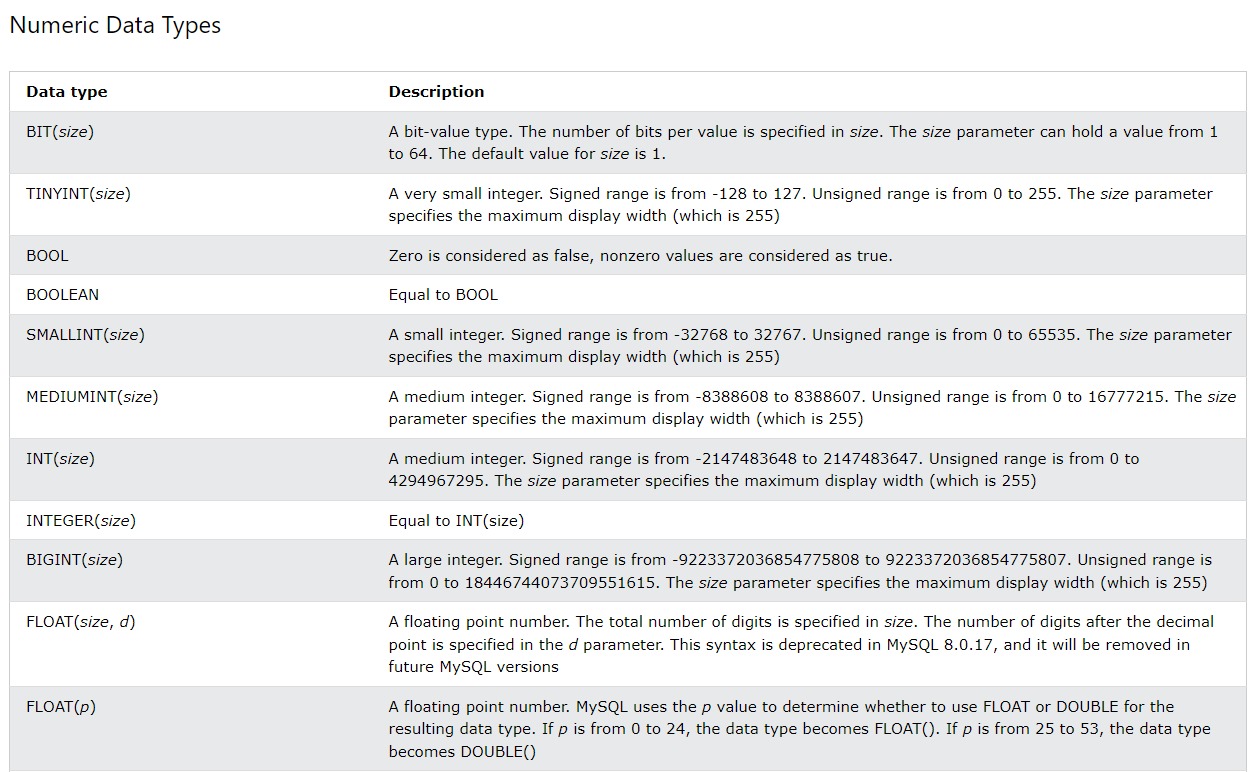 Numeric Data Types
Data type Description
BIT(size) A bit-value type. The number of bits per value is specified in size. The size parameter can hold a value from 1
to 64. The default value for size is 1.
TINYINT(size) A very small integer. Signed range is from -128 to 127. Unsigned range is from 0 to 255. The size parameter
specifies the maximum display width (which is 255)
BOOL Zero is considered as false, nonzero values are considered as true.
BOOLEAN Equal to BOOL
SMALLINT(size) A small integer. Signed range is from -32768 to 32767. Unsigned range is from 0 to 65535. The size parameter
specifies the maximum display width (which is 255)
MEDIUMINT(size) A medium integer. Signed range is from -8388608 to 8388607. Unsigned range is from 0 to 16777215. The size
parameter specifies the maximum display width (which is 255)
INT(size) A medium integer. Signed range is from -2147483648 to 2147483647. Unsigned range is from 0 to
4294967295. The size parameter specifies the maximum display width (which is 255)
INTEGER(size) Equal to INT(size)
BIGINT(size) A large integer. Signed range is from -9223372036854775808 to 9223372036854775807. Unsigned range is
from 0 to 18446744073709551615. The size parameter specifies the maximum display width (which is 255)
FLOAT(size, d) A floating point number. The total number of digits is specified in size. The number of digits after the decimal
point is specified in the d parameter. This syntax is deprecated in MySQL 8.0.17, and it will be removed in
future MySQL versions
FLOAT(p) A floating point number. MySQL uses the p value to determine whether to use FLOAT or DOUBLE for the
resulting data type. If p is from 0 to 24, the data type becomes FLOAT(). If p is from 25 to 53, the data type
becomes DOUBLE()